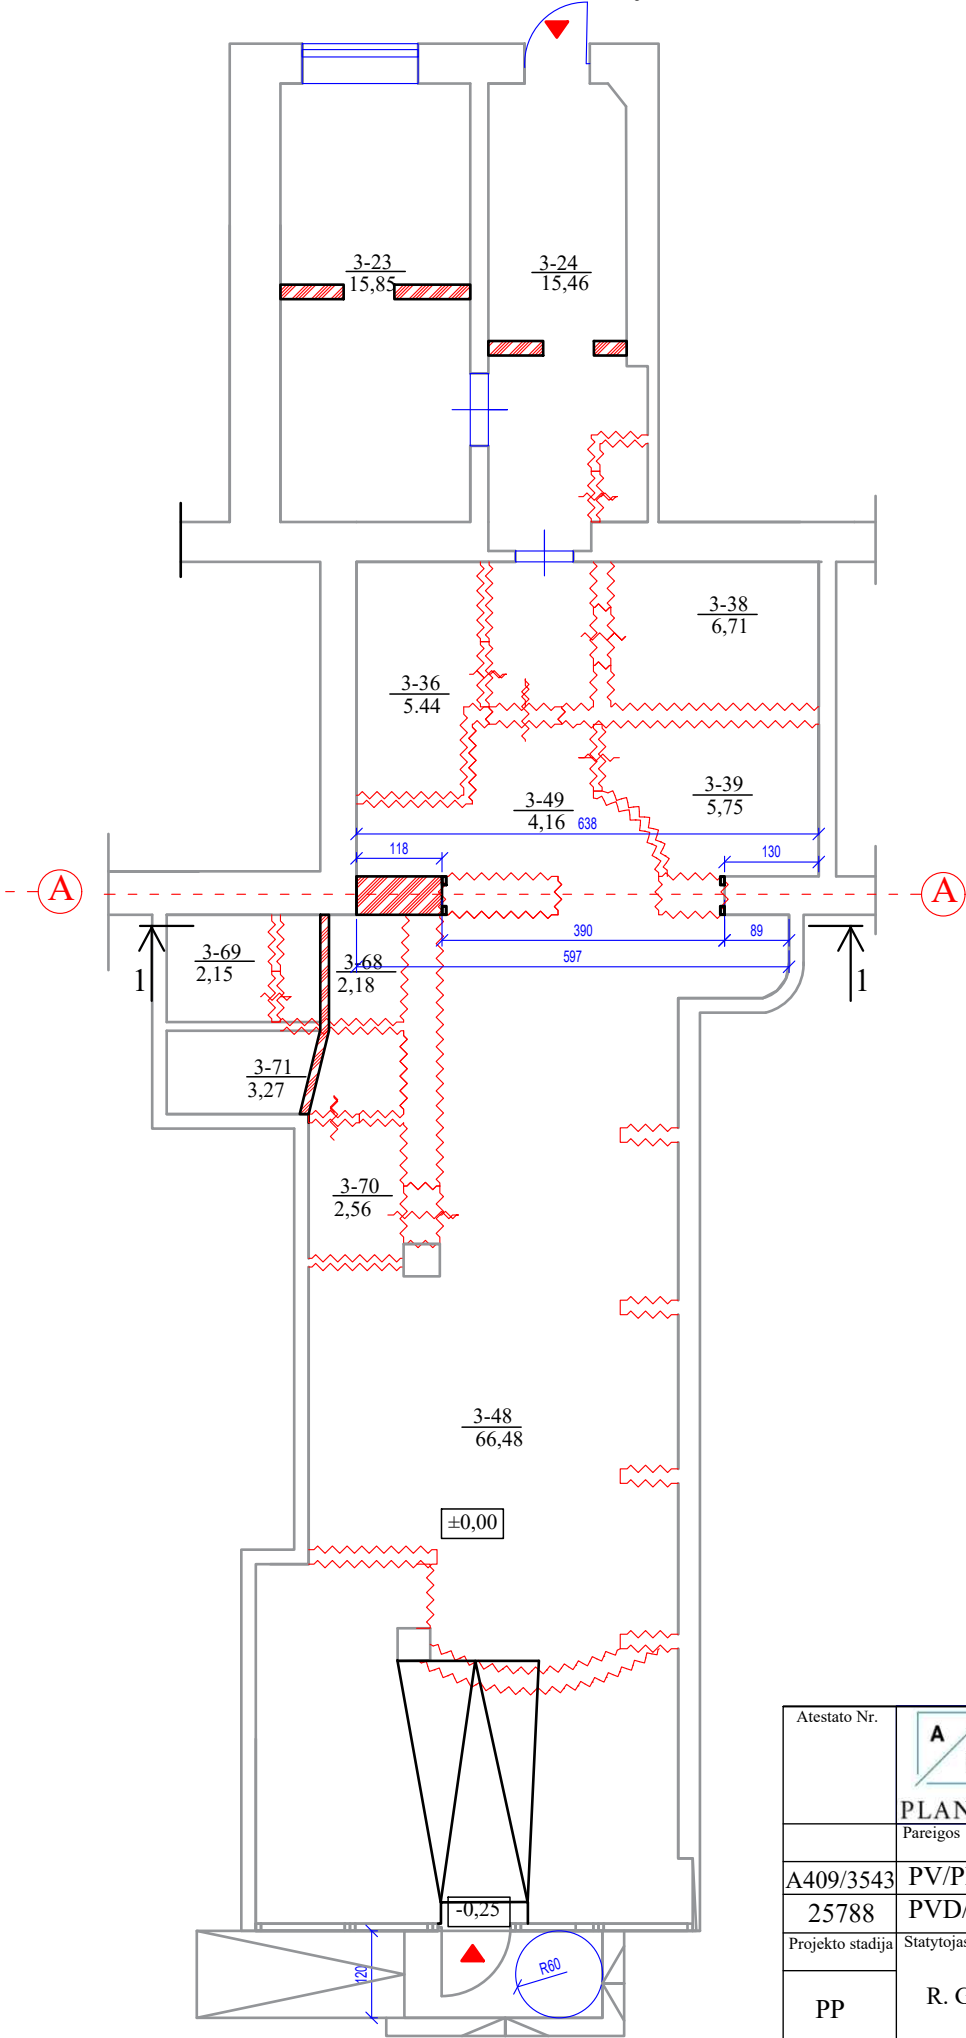 3-23
15,85
3-24
15,46
3-38
6,71
3-36
5.44
3-39
5,75
3-49
4,16
638
118
130
A
A
390
89
597
3-69
2,15
3-68
2,18
1
1
3-71
3,27
3-70
2,56
3-48
66,48
±0,00
-0,25
120
R60
Atestato Nr.
A
PLAN
Pareigos
A409/3543
25788
PVD/
Projekto stadija
Statytojas
PP
R.